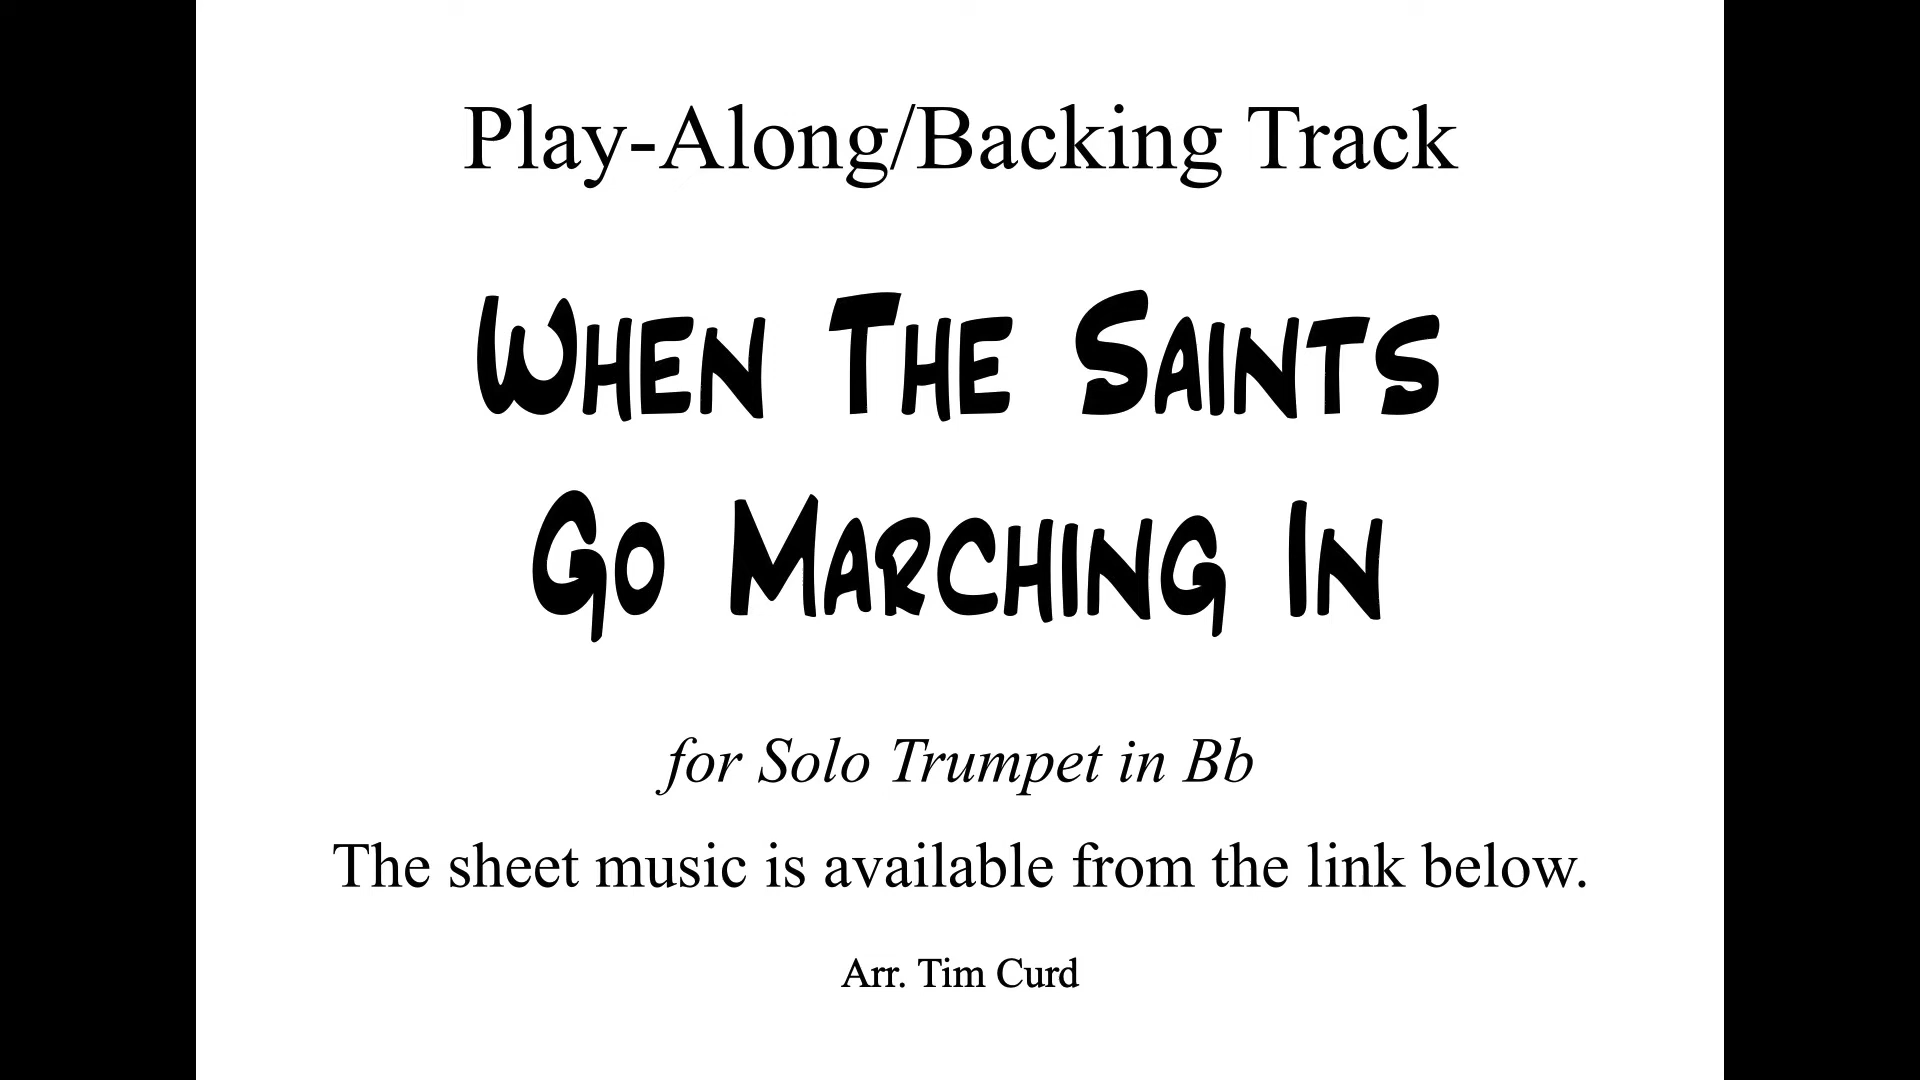 Play-Along/Backing Track
When The Saints
Go Marching In
for Solo Trumpet in Bb
The sheet music is available from the link below.
Arr. Tim Curd